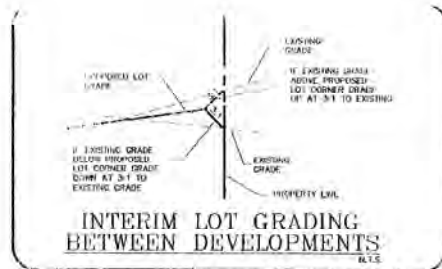 EXISTING
GRADE
IF EXISTING GRADE
ABOVE PROPOSED
LOT CORNER GRADE
UP AT 3:1 TO EXISTING
LOT
GRADE
IF EXISTING GRADE
BELOW PROPOSED
LOT CORNER GRADE
DOWN AT 3:1 TO
EXISTING GRADE
EXISTING
GRADE
PROPERTY LINE
INTERIM LOT GRADING
BETWEEN DEVELOPMENTS
N.T.S.